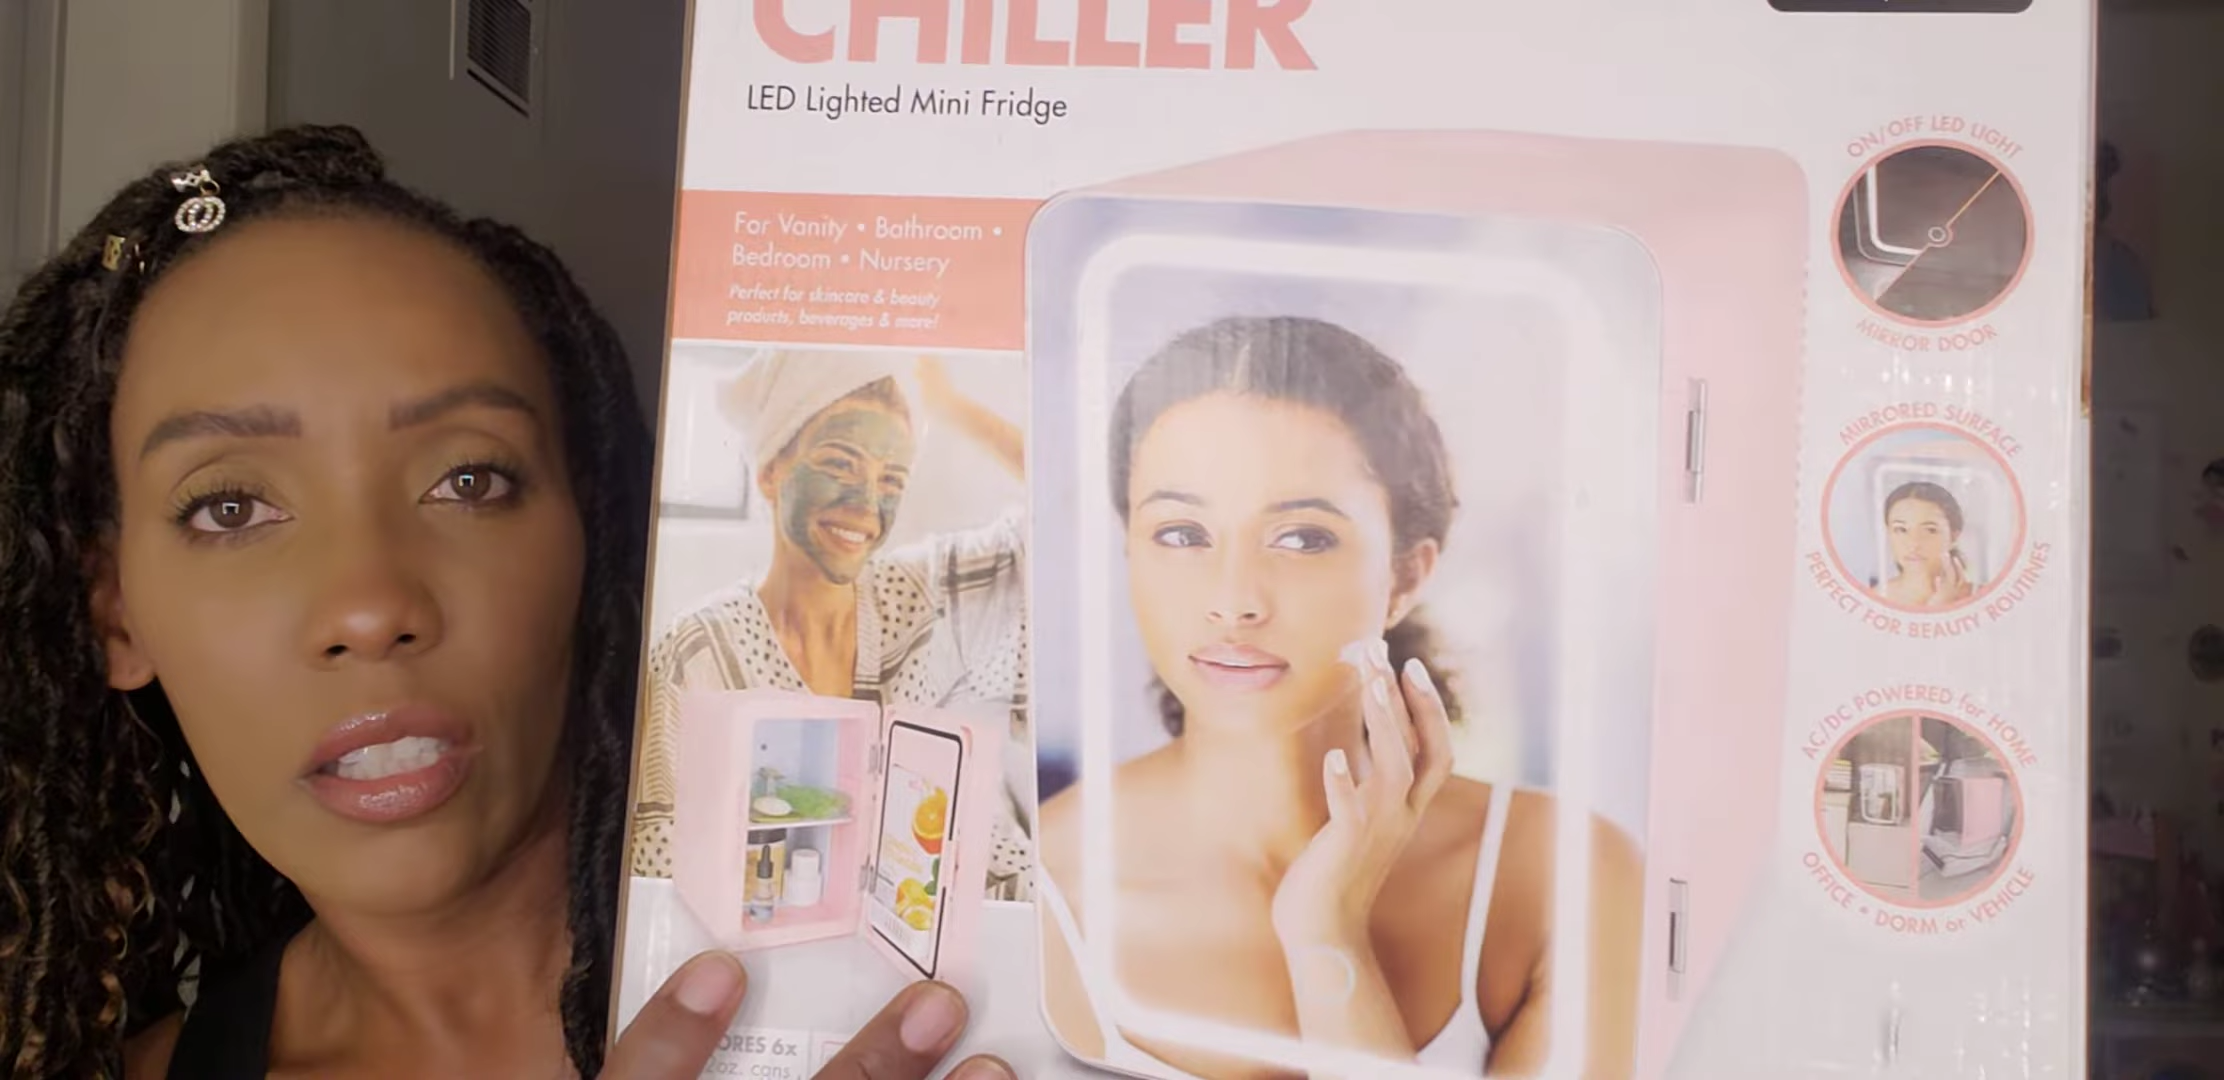 CHILLER
LED Lighted Mini Fridge
For Vanity • Bathroom •
Bedroom • Nursery
Perfect for skincare & beauty
products, beverages & more!
ON/OFF LED LIGHT
MIRROR DOOR
MIRRORED SURFACE
PERFECT FOR BEAUTY ROUTINES
AC/DC POWERED for HOME
OFFICE • DORM or VEHICLE
ORES 6x
2oz. cans